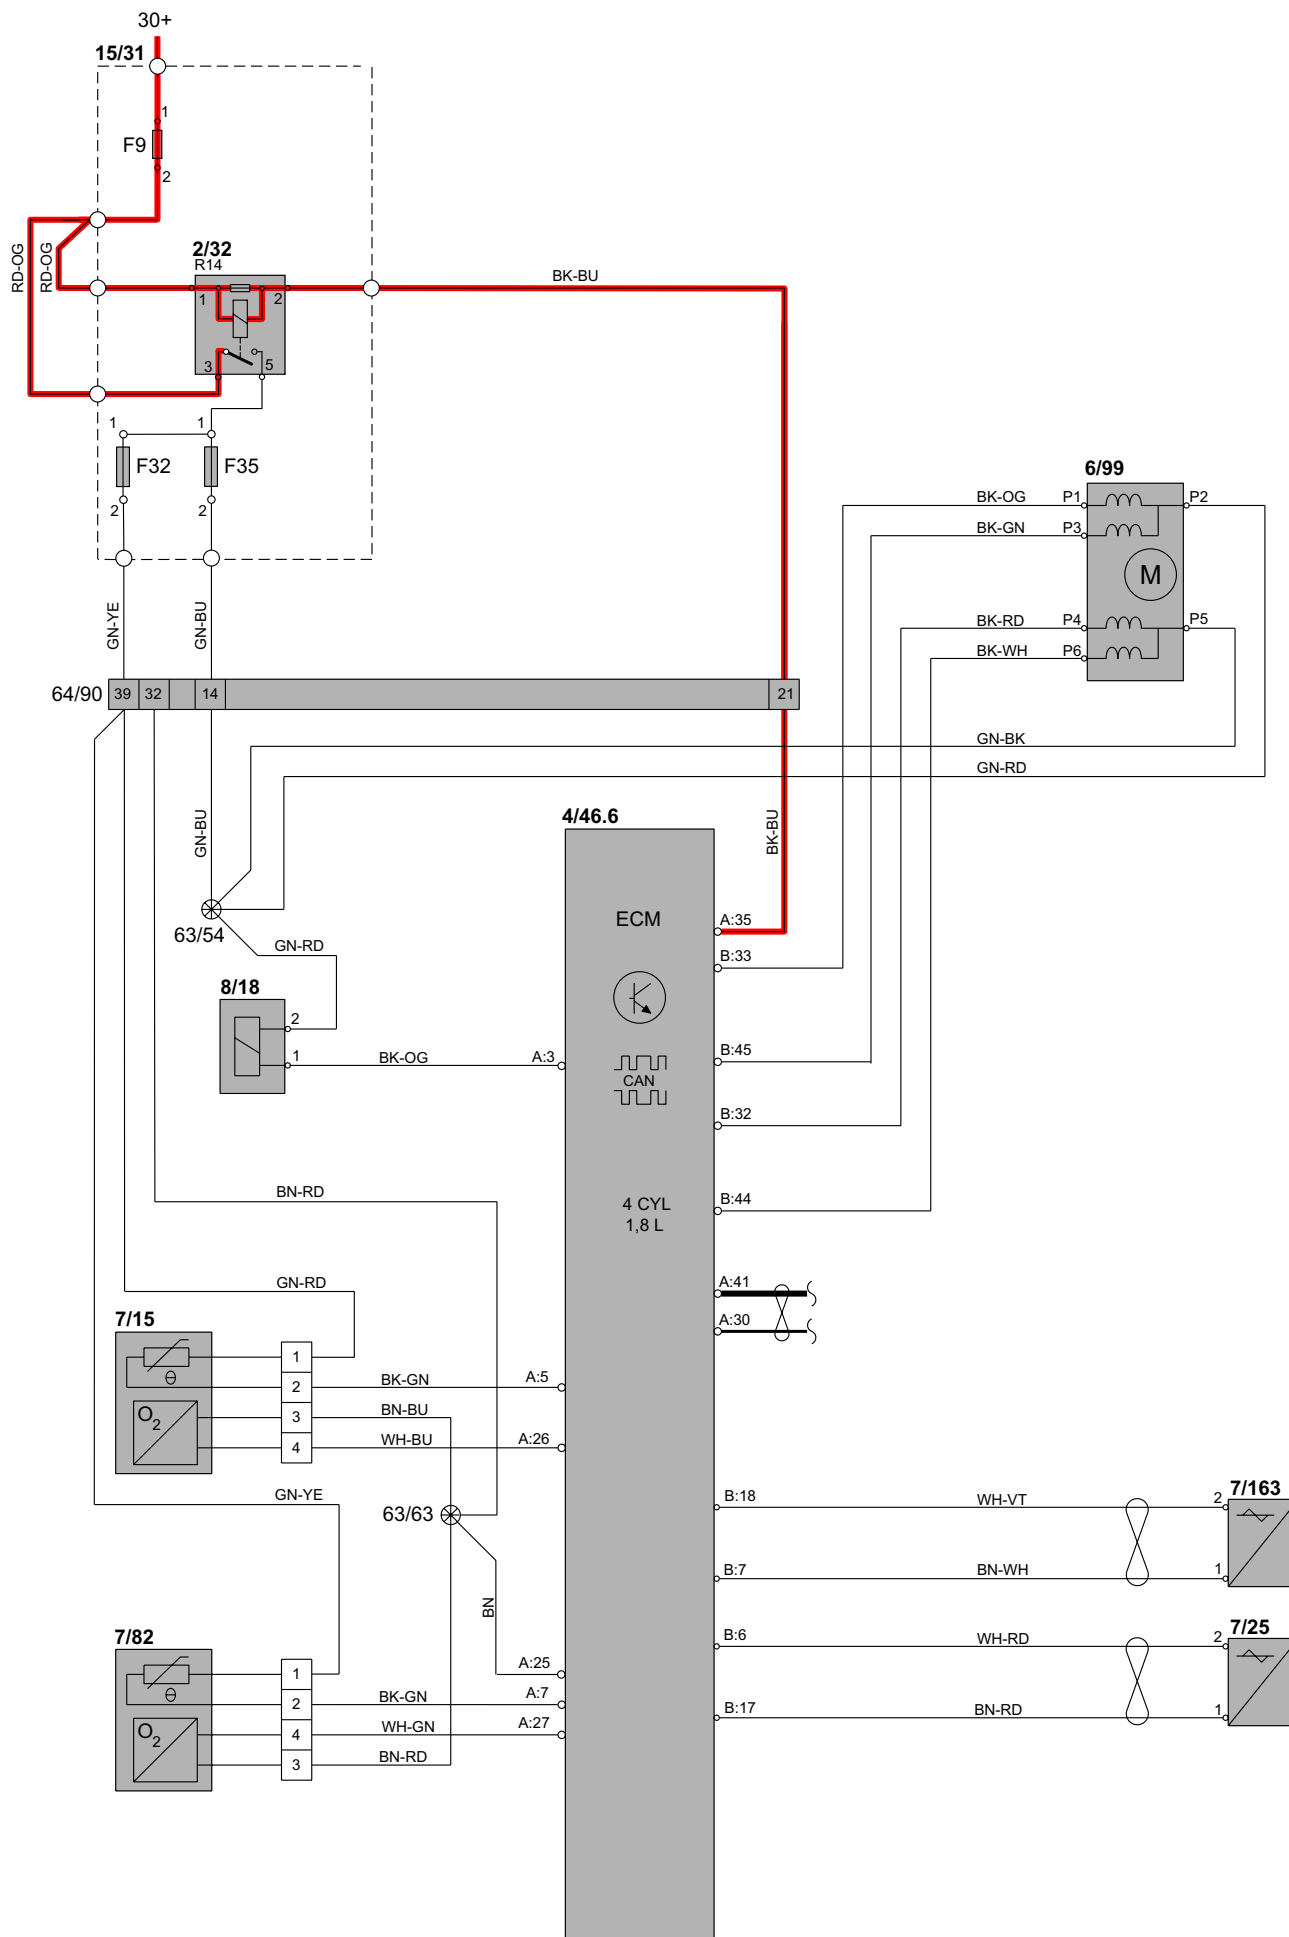 30+
15/31
1
F9
2
RD-OG
RD-OG
2/32
R14
1
2
3
5
BK-BU
1
1
F32
F35
2
2
GN-YE
GN-BU
6/99
BK-OG
P1
P2
BK-GN
P3
M
BK-RD
P4
P5
BK-WH
P6
64/90
39
32
14
21
GN-BK
GN-RD
GN-BU
BK-BU
4/46.6
ECM
A:35
B:33
63/54
GN-RD
8/18
2
1
BK-OG
A:3
CAN
B:45
B:32
BN-RD
4 CYL
1,8 L
B:44
GN-RD
A:41
A:30
7/15
θ
O2
1
2
3
4
BK-GN
A:5
BN-BU
WH-BU
A:26
GN-YE
63/63
BN
B:18
WH-VT
2
7/163
B:7
BN-WH
1
B:6
WH-RD
2
7/25
B:17
BN-RD
1
7/82
θ
O2
1
2
4
3
A:25
BK-GN
A:7
WH-GN
A:27
BN-RD